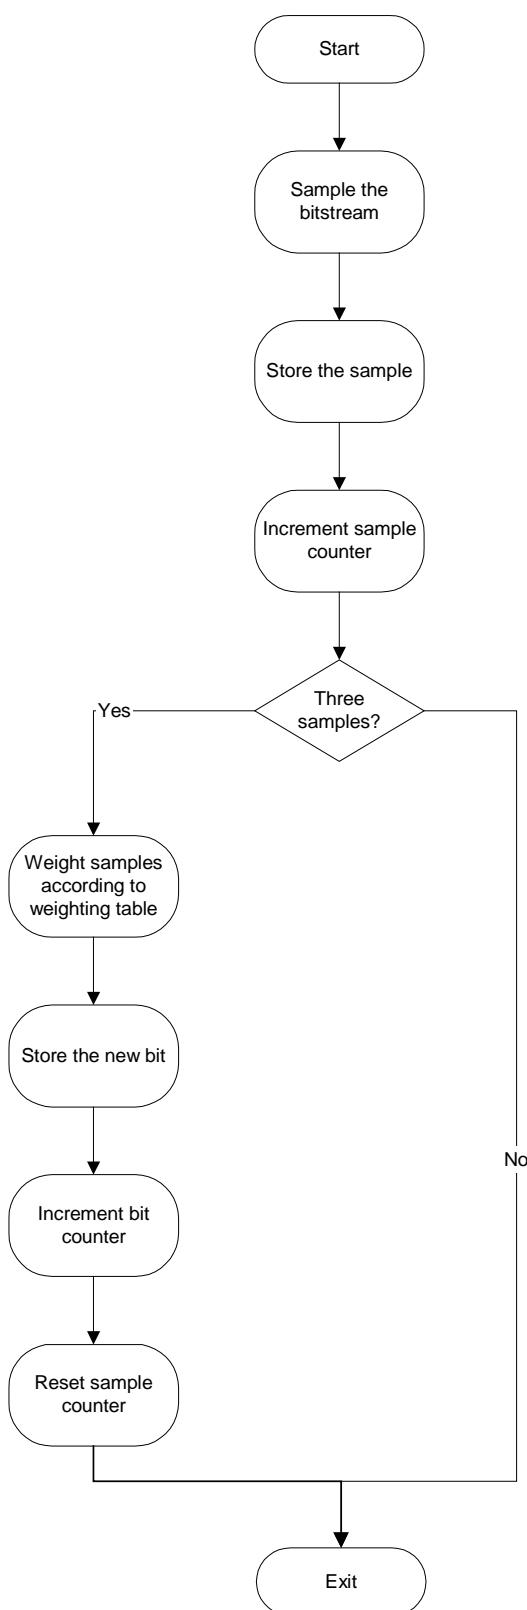 Start
Sample the
bitstream
Store the sample
Increment sample
counter
Three
samples?
Yes
Weight samples
according to
weighting table
Store the new bit
Increment bit
counter
Reset sample
counter
No
Exit